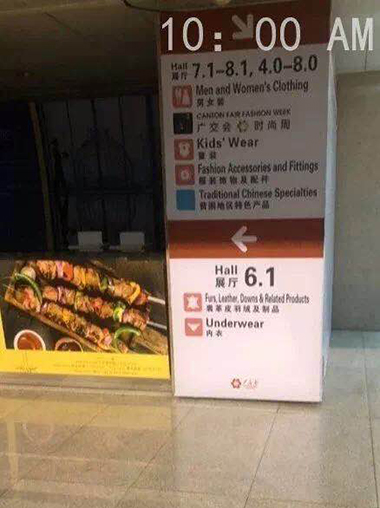 10:00 AM
Hall
展厅 7.1-8.1, 4.0-8.0
Men and Women's Clothing
男女装
CANTON FAIR FASHION WEEK
广交会 时尚周
Kids' Wear
童装
Fashion Accessories and Fittings
服装饰物及配件
Traditional Chinese Specialties
贫困地区特色产品
Hall
展厅 6.1
Furs, Leather, Downs & Related Products
裘革皮羽绒及制品
Underwear
内衣